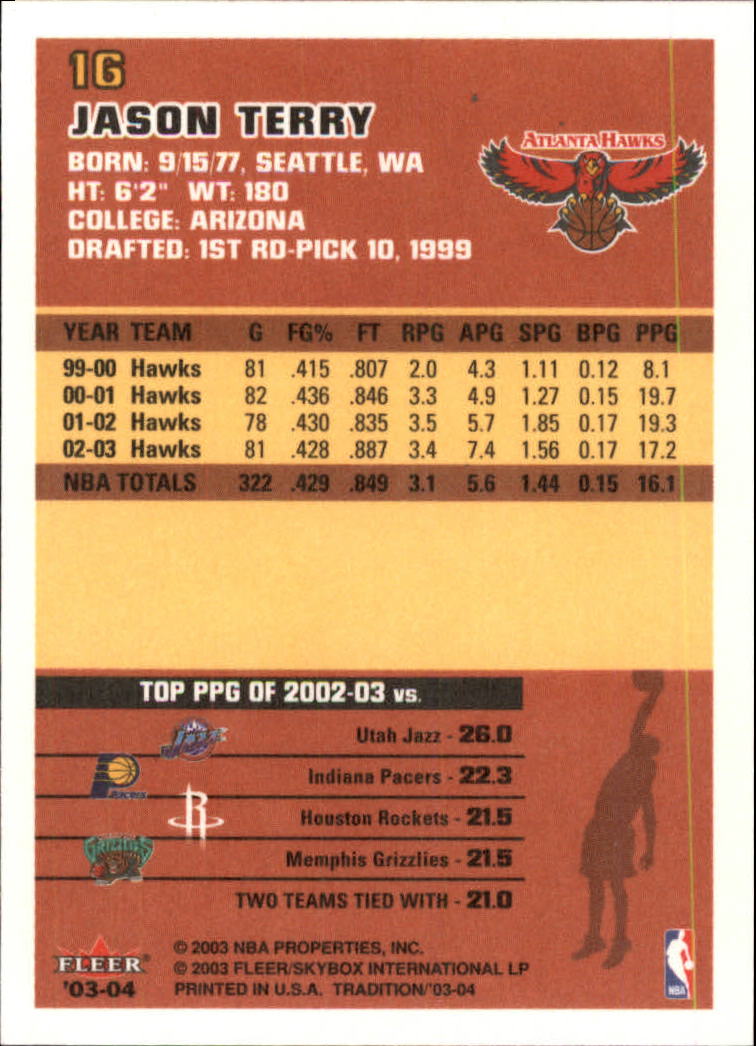 16
JASON TERRY
BORN: 9/15/77, SEATTLE, WA
HT: 6'2" WT: 180
COLLEGE: ARIZONA
DRAFTED: 1ST RD-PICK 10, 1999
ATLANTA HAWKS
YEAR TEAM G FG% FT RPG APG SPG BPG PPG
99-00 Hawks 81 .415 .807 2.0 4.3 1.11 0.12 8.1
00-01 Hawks 82 .436 .846 3.3 4.9 1.27 0.15 19.7
01-02 Hawks 78 .430 .835 3.5 5.7 1.85 0.17 19.3
02-03 Hawks 81 .428 .887 3.4 7.4 1.56 0.17 17.2
NBA TOTALS 322 .429 .849 3.1 5.6 1.44 0.15 16.1
TOP PPG OF 2002-03 VS.
JAZZ
Utah Jazz - 26.0
PACERS
Indiana Pacers - 22.3
R
Houston Rockets - 21.5
GRIZZLIES
Memphis Grizzlies - 21.5
TWO TEAMS TIED WITH - 21.0
FLEER
'03-04
© 2003 NBA PROPERTIES, INC.
© 2003 FLEER/SKYBOX INTERNATIONAL LP
PRINTED IN U.S.A. TRADITION/'03-04
NBA